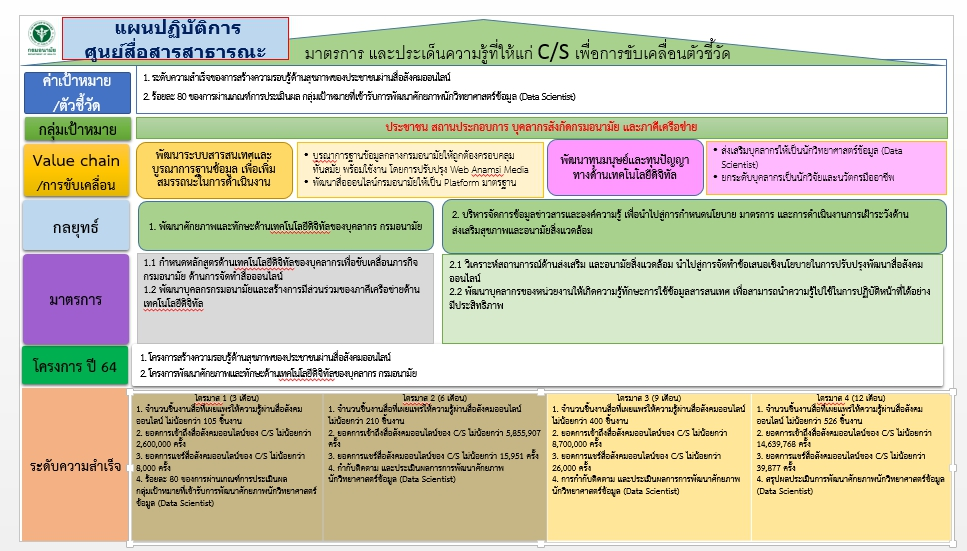 แผนปฏิบัติการ
ศูนย์สื่อสารสาธารณะ
มาตรการ และประเด็นความรู้ที่ให้แก่ C/S เพื่อการขับเคลื่อนตัวชี้วัด
กรมอนามัย
ค่าเป้าหมาย
/ตัวชี้วัด
1. ระดับความสำเร็จของการสร้างความรอบรู้ด้านสุขภาพของประชาชนผ่านสื่อสังคมออนไลน์
2. ร้อยละ 80 ของการผ่านเกณฑ์การประเมินผล กลุ่มเป้าหมายที่เข้ารับการพัฒนาศักยภาพนักวิทยาศาสตร์ข้อมูล (Data Scientist)
กลุ่มเป้าหมาย
ประชาชน สถานประกอบการ บุคลากรสังกัดกรมอนามัย และภาคีเครือข่าย
Value chain
/การขับเคลื่อน
พัฒนาระบบสารสนเทศและ
บูรณาการฐานข้อมูล เพื่อเพิ่ม
สมรรถนะในการดำเนินงาน
• บูรณาการฐานข้อมูลกลางกรมอนามัยให้ถูกต้องครอบคลุม
ทันสมัย พร้อมใช้งาน โดยการปรับปรุง Web Anamai Media
• พัฒนาสื่อออนไลน์กรมอนามัยให้เป็น Platform มาตรฐาน
พัฒนาทุนมนุษย์และทุนปัญญา
ทางด้านเทคโนโลยีดิจิทัล
• ส่งเสริมบุคลากรให้เป็นนักวิทยาศาสตร์ข้อมูล (Data
Scientist)
• ยกระดับบุคลากรเป็นนักวิจัยและนวัตกรมืออาชีพ
กลยุทธ์
1. พัฒนาศักยภาพและทักษะด้านเทคโนโลยีดิจิทัลของบุคลากร กรมอนามัย
2. บริหารจัดการข้อมูลข่าวสารและองค์ความรู้ เพื่อนำไปสู่การกำหนดนโยบาย มาตรการ และการดำเนินงานการเฝ้าระวังด้าน
ส่งเสริมสุขภาพและอนามัยสิ่งแวดล้อม
มาตรการ
1.1 กำหนดหลักสูตรด้านเทคโนโลยีดิจิทัลของบุคลากรเพื่อขับเคลื่อนภารกิจ
กรมอนามัย ด้านการจัดทำสื่อออนไลน์
1.2 พัฒนาบุคลากรกรมอนามัยและสร้างการมีส่วนร่วมของภาคีเครือข่ายด้าน
เทคโนโลยีดิจิทัล
2.1 วิเคราะห์สถานการณ์ด้านส่งเสริม และอนามัยสิ่งแวดล้อม นำไปสู่การจัดทำข้อเสนอเชิงนโยบายในการปรับปรุงพัฒนาสื่อสังคม
ออนไลน์
2.2 พัฒนาบุคลากรของหน่วยงานให้เกิดความรู้ทักษะการใช้ข้อมูลสารสนเทศ เพื่อสามารถนำความรู้ไปใช้ในการปฏิบัติหน้าที่ได้อย่าง
มีประสิทธิภาพ
โครงการ ปี 64
1. โครงการสร้างความรอบรู้ด้านสุขภาพของประชาชนผ่านสื่อสังคมออนไลน์
2. โครงการพัฒนาศักยภาพและทักษะด้านเทคโนโลยีดิจิทัลของบุคลากร กรมอนามัย
ระดับความสำเร็จ
ไตรมาส 1 (3 เดือน)
1. จำนวนชิ้นงานสื่อที่เผยแพร่ให้ความรู้ผ่านสื่อสังคม
ออนไลน์ ไม่น้อยกว่า 105 ชิ้นงาน
2. ยอดการเข้าถึงสื่อสังคมออนไลน์ของ C/S ไม่น้อยกว่า
2,600,000 ครั้ง
3. ยอดการแชร์สื่อสังคมออนไลน์ของ C/S ไม่น้อยกว่า
8,000 ครั้ง
4. ร้อยละ 80 ของการผ่านเกณฑ์การประเมินผล
กลุ่มเป้าหมายที่เข้ารับการพัฒนาศักยภาพนักวิทยาศาสตร์
ข้อมูล (Data Scientist)
ไตรมาส 2 (6 เดือน)
1. จำนวนชิ้นงานสื่อที่เผยแพร่ให้ความรู้ผ่านสื่อสังคมออนไลน์
ไม่น้อยกว่า 210 ชิ้นงาน
2. ยอดการเข้าถึงสื่อสังคมออนไลน์ของ C/S ไม่น้อยกว่า 5,855,907
ครั้ง
3. ยอดการแชร์สื่อสังคมออนไลน์ของ C/S ไม่น้อยกว่า 15,951 ครั้ง
4. กำกับติดตาม และประเมินผลการการพัฒนาศักยภาพ
นักวิทยาศาสตร์ข้อมูล (Data Scientist)
ไตรมาส 3 (9 เดือน)
1. จำนวนชิ้นงานสื่อที่เผยแพร่ให้ความรู้ผ่านสื่อสังคมออนไลน์
ไม่น้อยกว่า 400 ชิ้นงาน
2. ยอดการเข้าถึงสื่อสังคมออนไลน์ของ C/S ไม่น้อยกว่า
8,700,000 ครั้ง
3. ยอดการแชร์สื่อสังคมออนไลน์ของ C/S ไม่น้อยกว่า
26,000 ครั้ง
4. การกำกับติดตาม และประเมินผลการการพัฒนาศักยภาพ
นักวิทยาศาสตร์ข้อมูล (Data Scientist)
ไตรมาส 4 (12 เดือน)
1. จำนวนชิ้นงานสื่อที่เผยแพร่ให้ความรู้ผ่านสื่อสังคม
ออนไลน์ ไม่น้อยกว่า 526 ชิ้นงาน
2. ยอดการเข้าถึงสื่อสังคมออนไลน์ของ C/S ไม่น้อยกว่า
14,639,768 ครั้ง
3. ยอดการแชร์สื่อสังคมออนไลน์ของ C/S ไม่น้อยกว่า
39,877 ครั้ง
4. สรุปผลประเมินการพัฒนาศักยภาพนักวิทยาศาสตร์ข้อมูล
(Data Scientist)